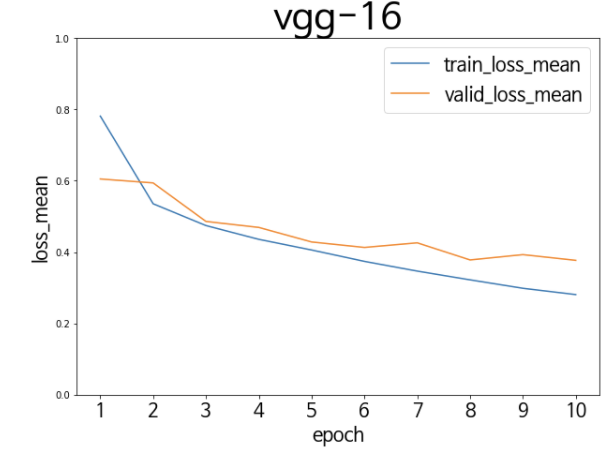 vgg-16
1.0
0.8
0.6
0.4
0.2
0.0
loss_mean
train_loss_mean
valid_loss_mean
1 2 3 4 5 6 7 8 9 10
epoch